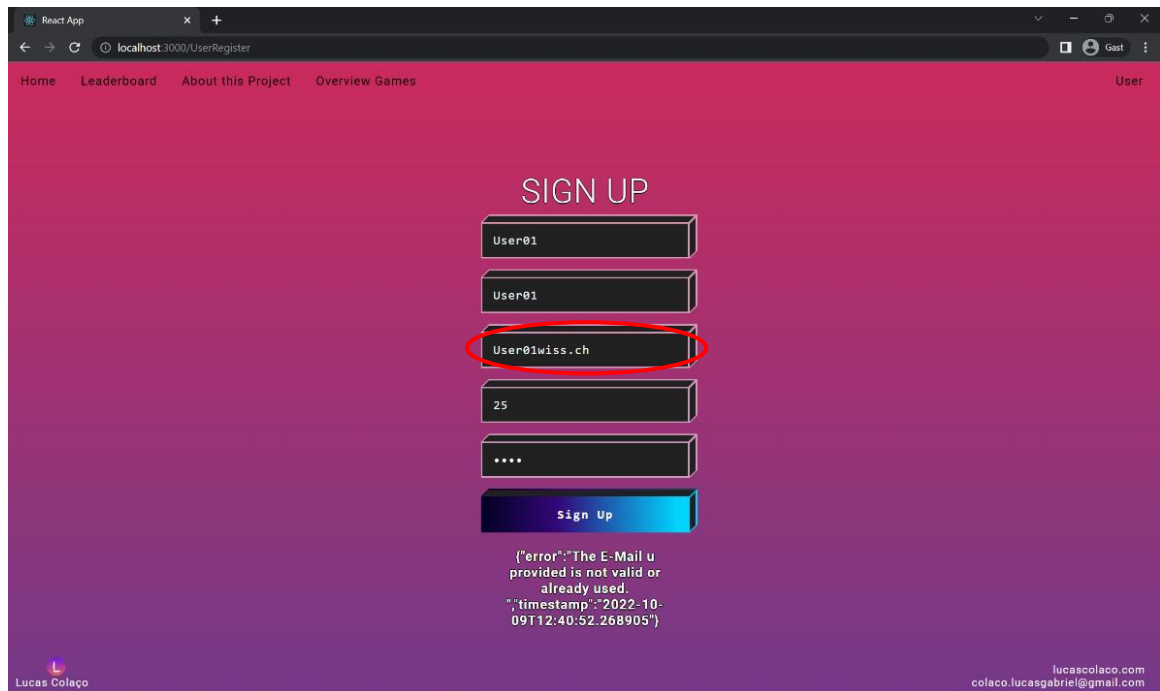 React App
localhost:3000/UserRegister
Gast
Home Leaderboard About this Project Overview Games User
SIGN UP
User01
User01
User01wiss.ch
25
••••
Sign Up
{"error":"The E-Mail u
provided is not valid or
already used.
","timestamp":"2022-10-
09T12:40:52.268905"}
L
Lucas Colaço
lucascolaco.com
colaco.lucasgabriel@gmail.com